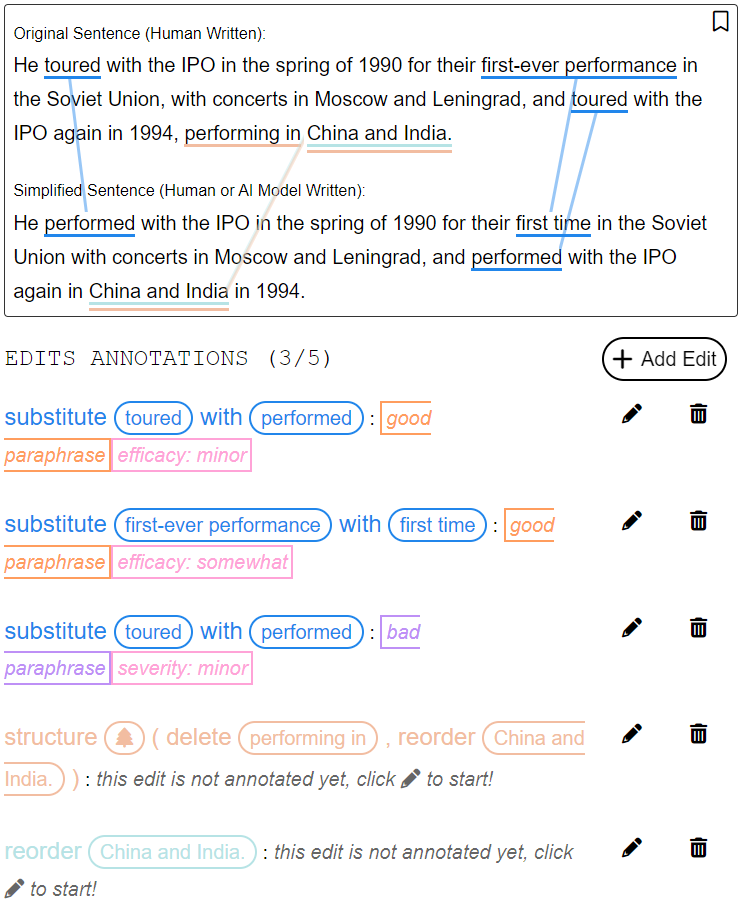 Original Sentence (Human Written):
He toured with the IPO in the spring of 1990 for their first-ever performance in
the Soviet Union, with concerts in Moscow and Leningrad, and toured with the
IPO again in 1994, performing in China and India.
Simplified Sentence (Human or AI Model Written):
He performed with the IPO in the spring of 1990 for their first time in the Soviet
Union with concerts in Moscow and Leningrad, and performed with the IPO
again in China and India in 1994.
EDITS ANNOTATIONS (3/5)
Add Edit
substitute toured with performed : good
paraphrase efficacy: minor
substitute first-ever performance with first time : good
paraphrase efficacy: somewhat
substitute toured with performed : bad
paraphrase severity: minor
structure ( delete performing in , reorder China and
India. ) : this edit is not annotated yet, click to start!
reorder China and India. : this edit is not annotated yet, click
to start!